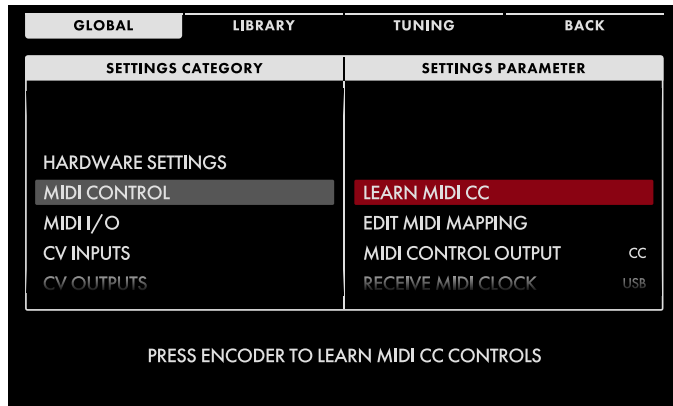 GLOBAL LIBRARY TUNING BACK
SETTINGS CATEGORY SETTINGS PARAMETER
HARDWARE SETTINGS
MIDI CONTROL LEARN MIDI CC
MIDI I/O EDIT MIDI MAPPING
CV INPUTS MIDI CONTROL OUTPUT CC
CV OUTPUTS RECEIVE MIDI CLOCK USB
PRESS ENCODER TO LEARN MIDI CC CONTROLS